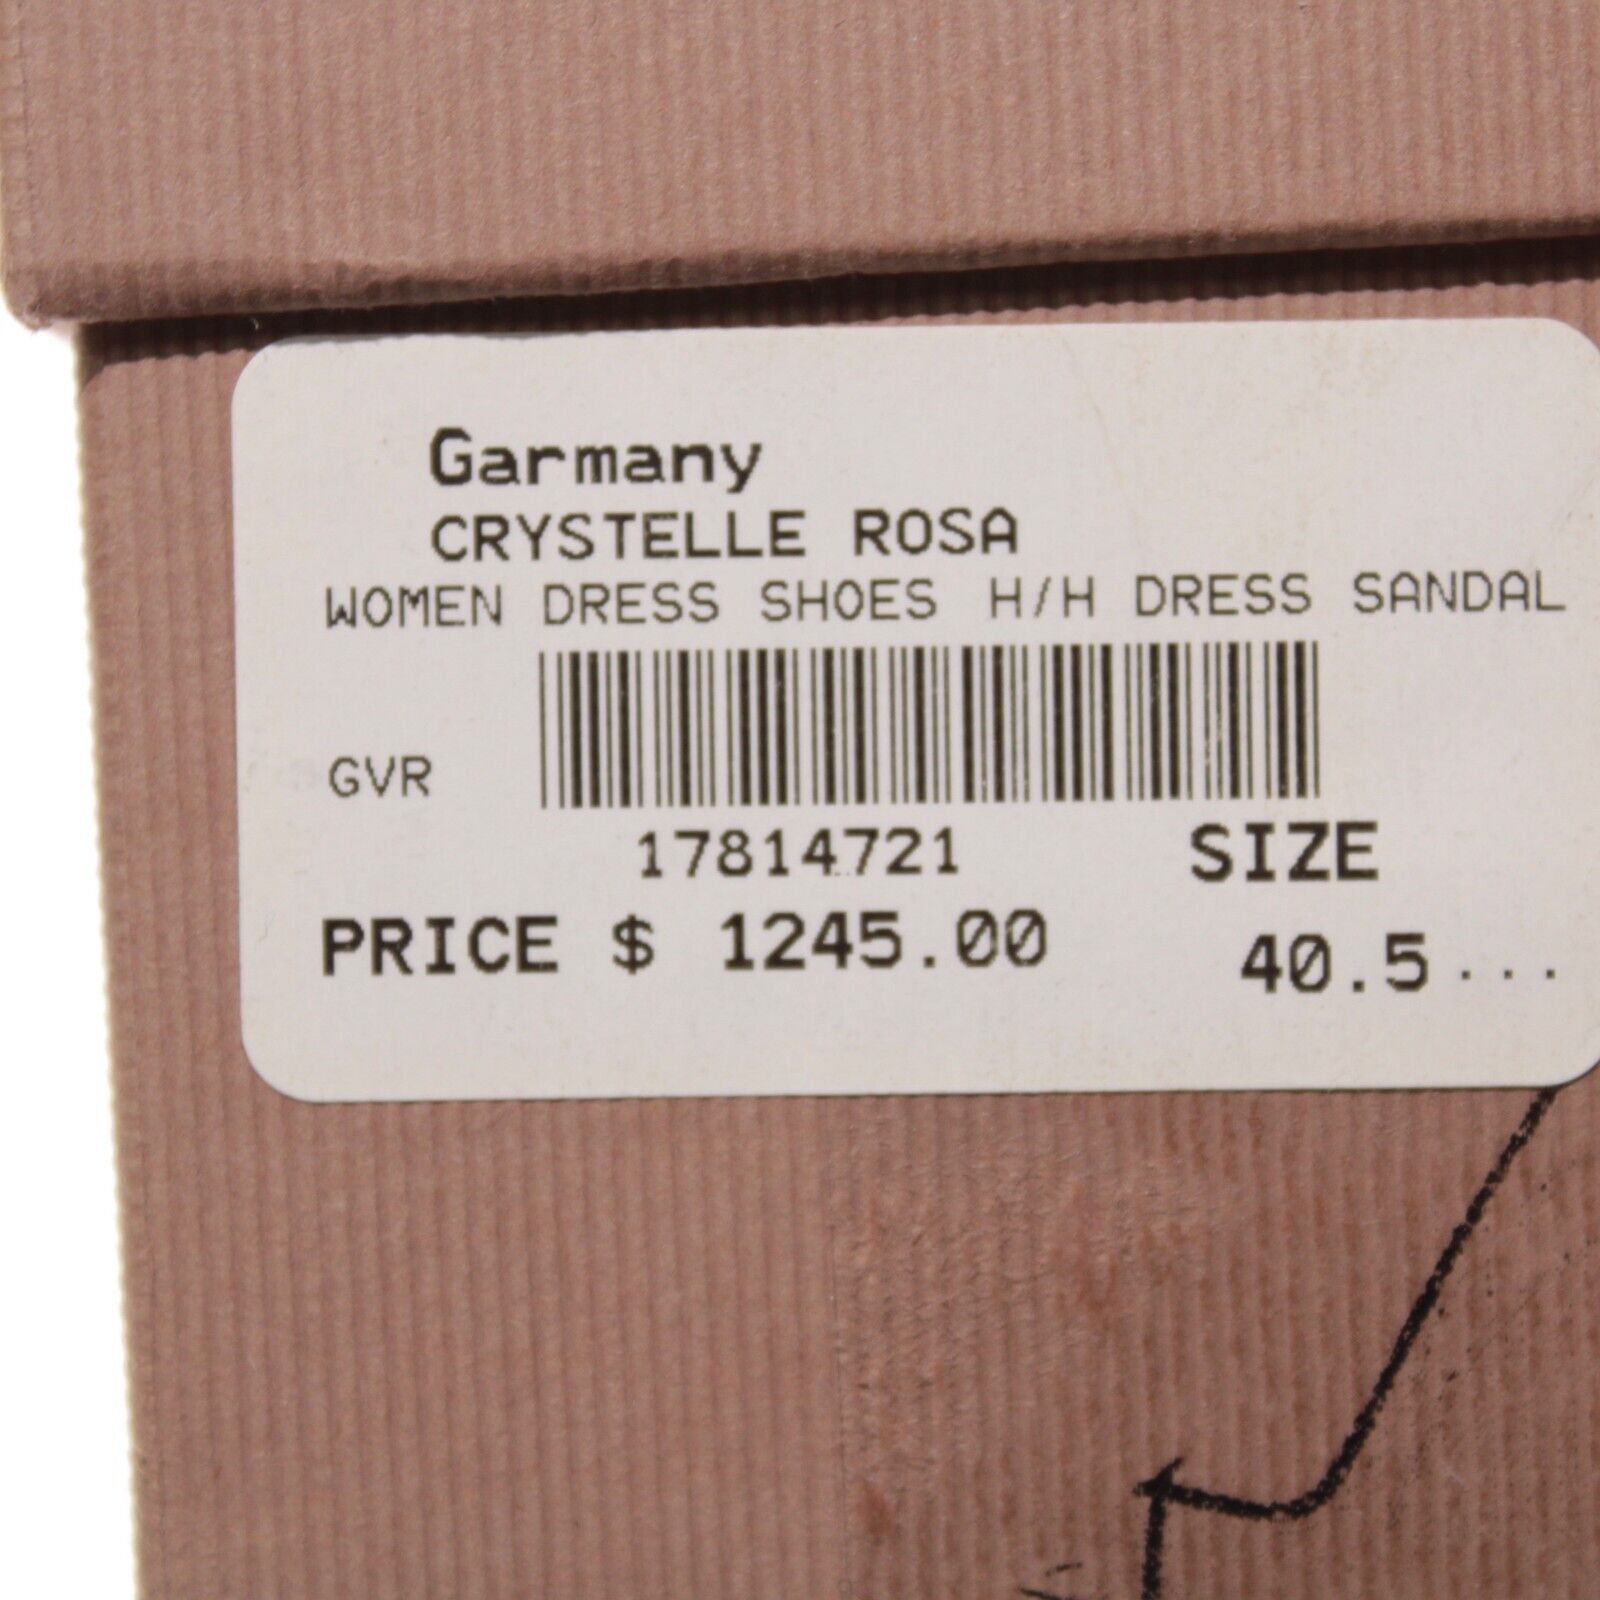 Garmany
CRYSTELLE ROSA
WOMEN DRESS SHOES H/H DRESS SANDAL
GVR
17814721 SIZE
PRICE $ 1245.00 40.5...